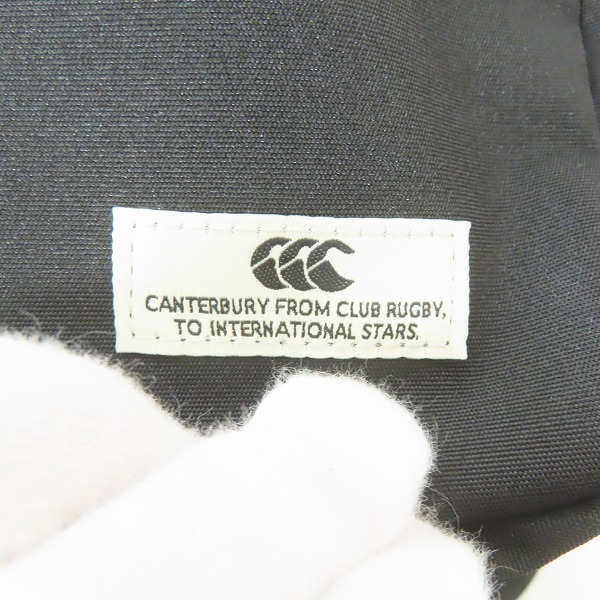 CANTERBURY FROM CLUB RUGBY,
TO INTERNATIONAL STARS.